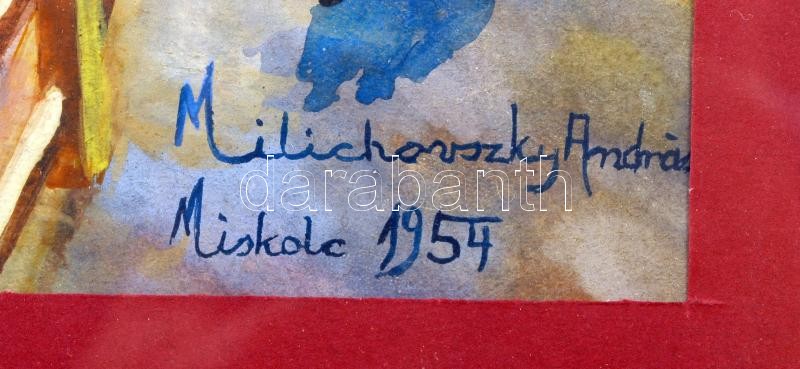 Milichovszky András
darabanth
Miskolc 1954